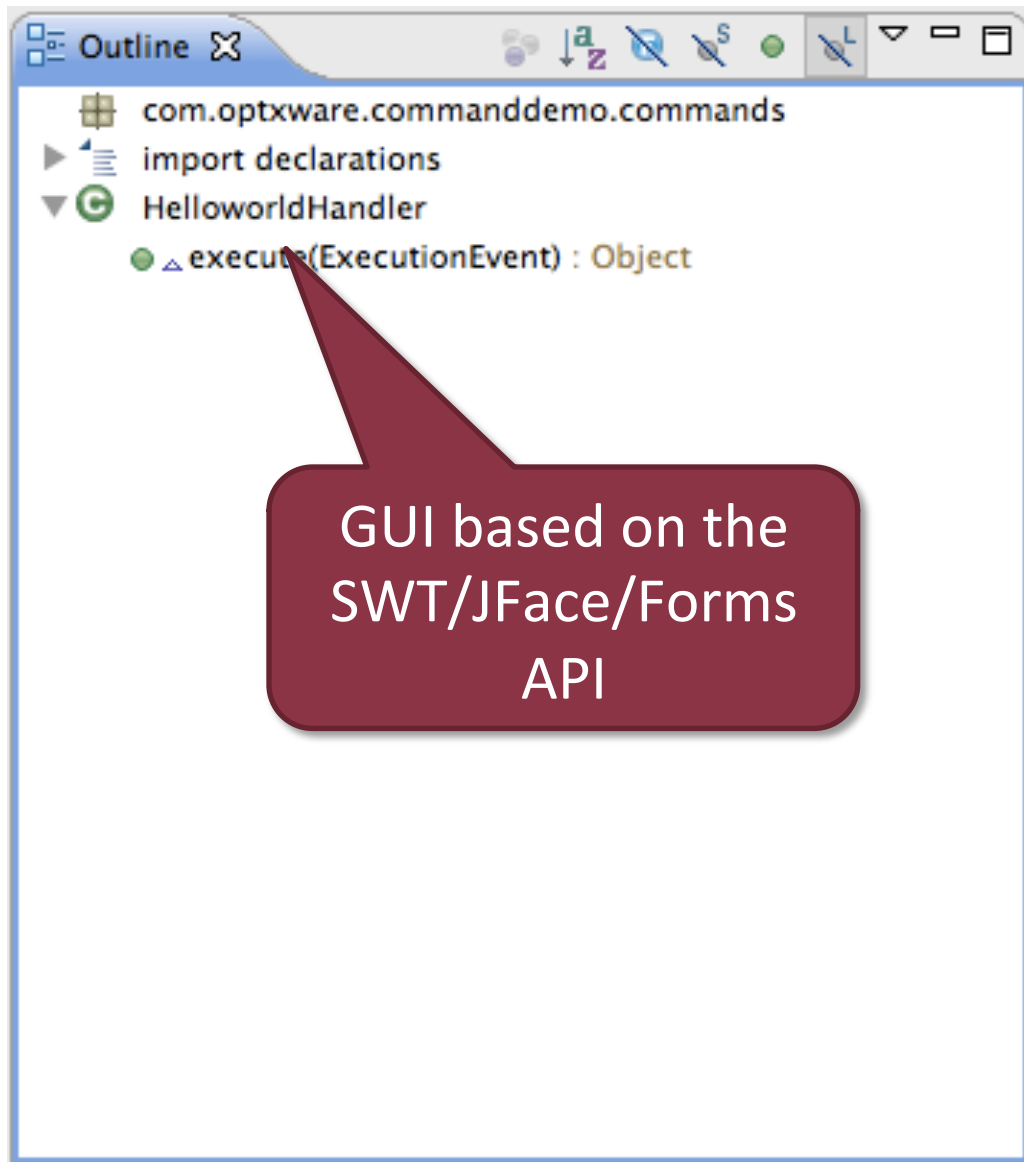 Outline
com.optxware.commanddemo.commands
import declarations
HelloworldHandler
execute(ExecutionEvent) : Object
GUI based on the
SWT/JFace/Forms
API